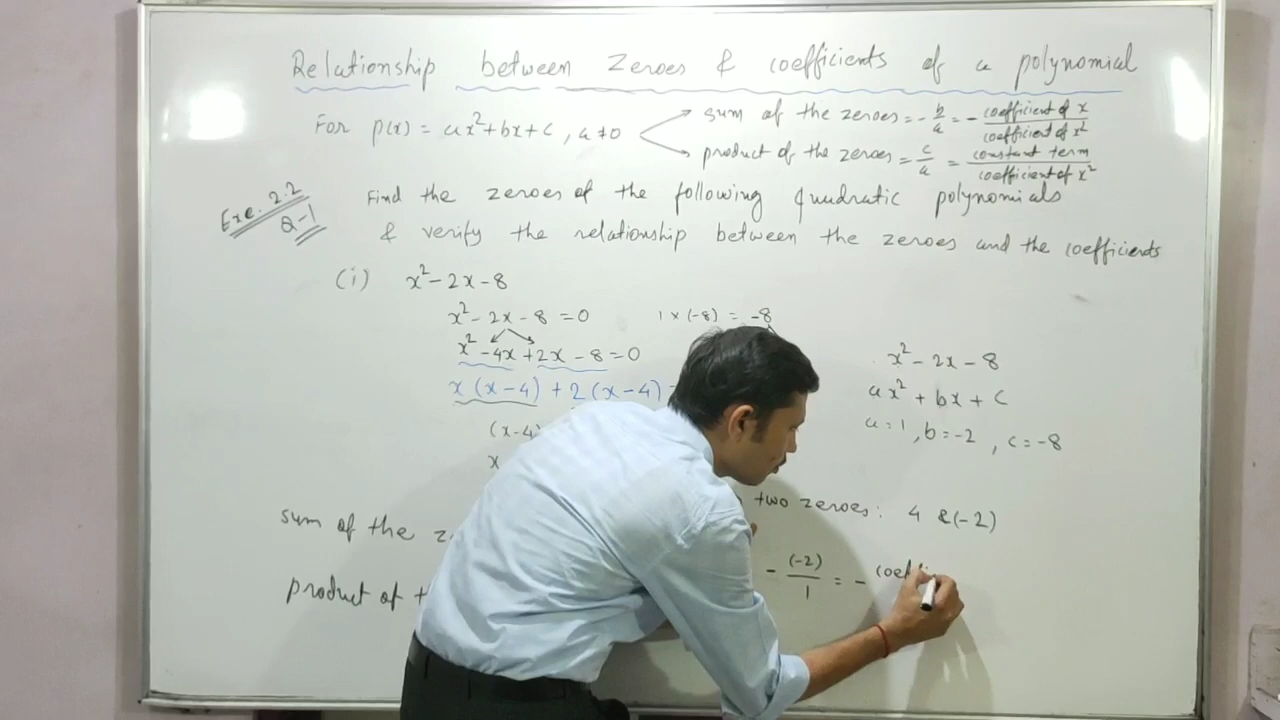 Relationship between Zeroes & coefficients of a polynomial
For p(x) = ax²+bx+c , a≠0
sum of the zeroes = - b/a = - coefficient of x / coefficient of x²
product of the zeroes = c/a = constant term / coefficient of x²
Exe. 2.2
Q-1
Find the zeroes of the following quadratic polynomials
& verify the relationship between the zeroes and the coefficients
(i) x² - 2x - 8
x² - 2x - 8 = 0
1 x (-8) = -8
x² - 4x + 2x - 8 = 0
x (x-4) + 2 (x-4)
(x-4)
x
x² - 2x - 8
ax² + bx + c
a = 1 , b = -2 , c = -8
two zeroes : 4 & (-2)
sum of the
- (-2)/1 = - coeffi
product of